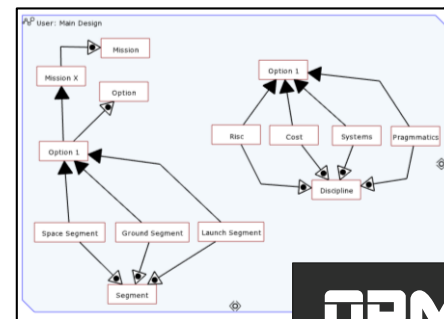 User: Main Design
Mission
Mission X
Option
Option 1
Space Segment
Ground Segment
Launch Segment
Segment
Option 1
Risc
Cost
Systems
Pragmmatics
Discipline
OPM